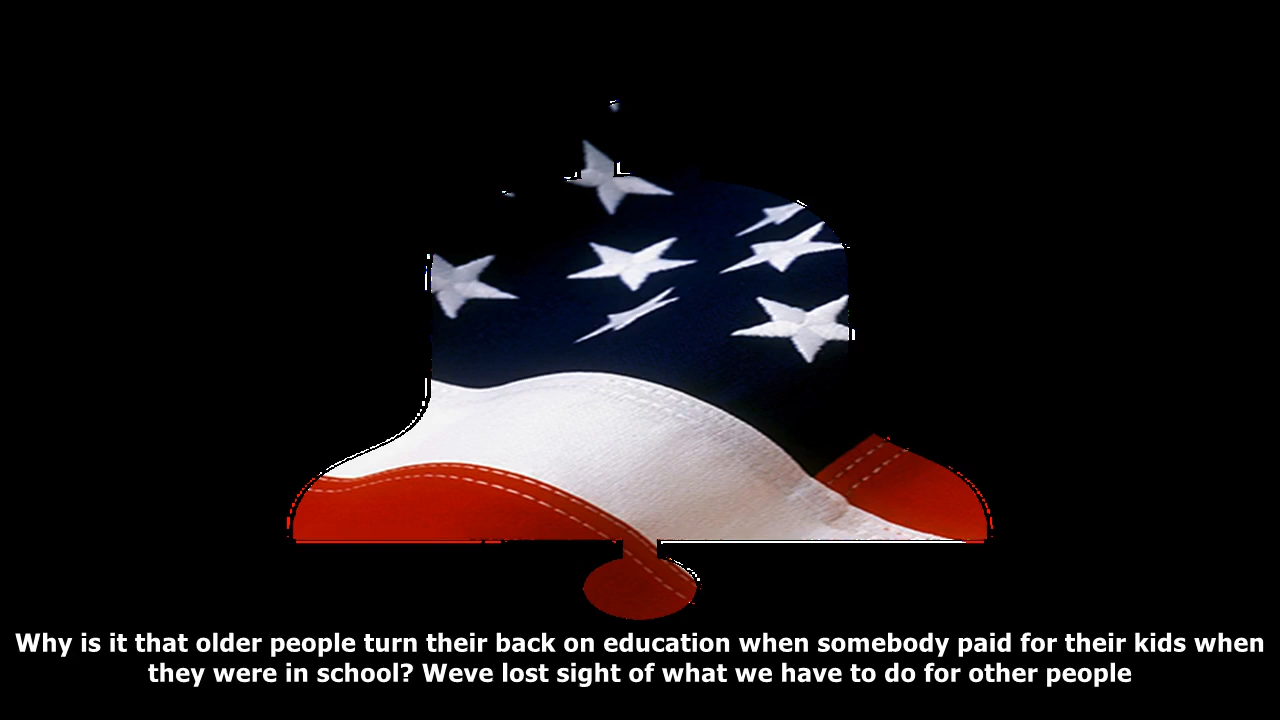 Why is it that older people turn their back on education when somebody paid for their kids when
they were in school? Weve lost sight of what we have to do for other people